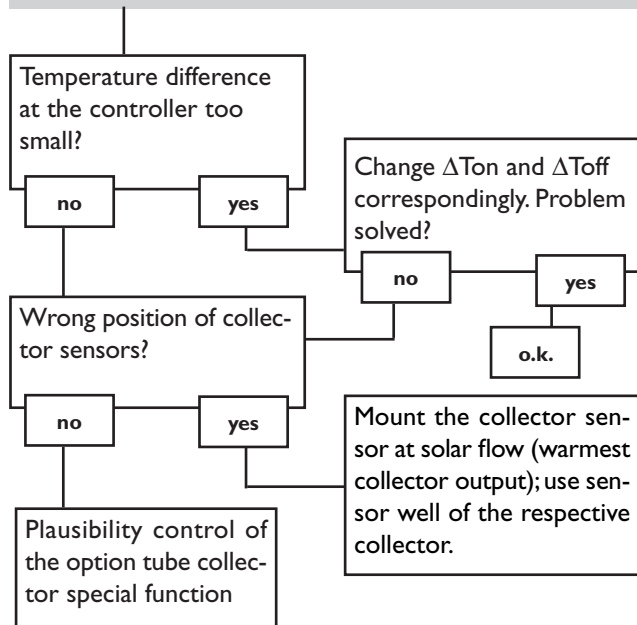 Temperature difference
at the controller too
small?
no
yes
Change ΔTon and ΔToff
correspondingly. Problem
solved?
no
yes
o.k.
Wrong position of collec-
tor sensors?
no
yes
Mount the collector sen-
sor at solar flow (warmest
collector output); use sen-
sor well of the respective
collector.
Plausibility control of
the option tube collec-
tor special function